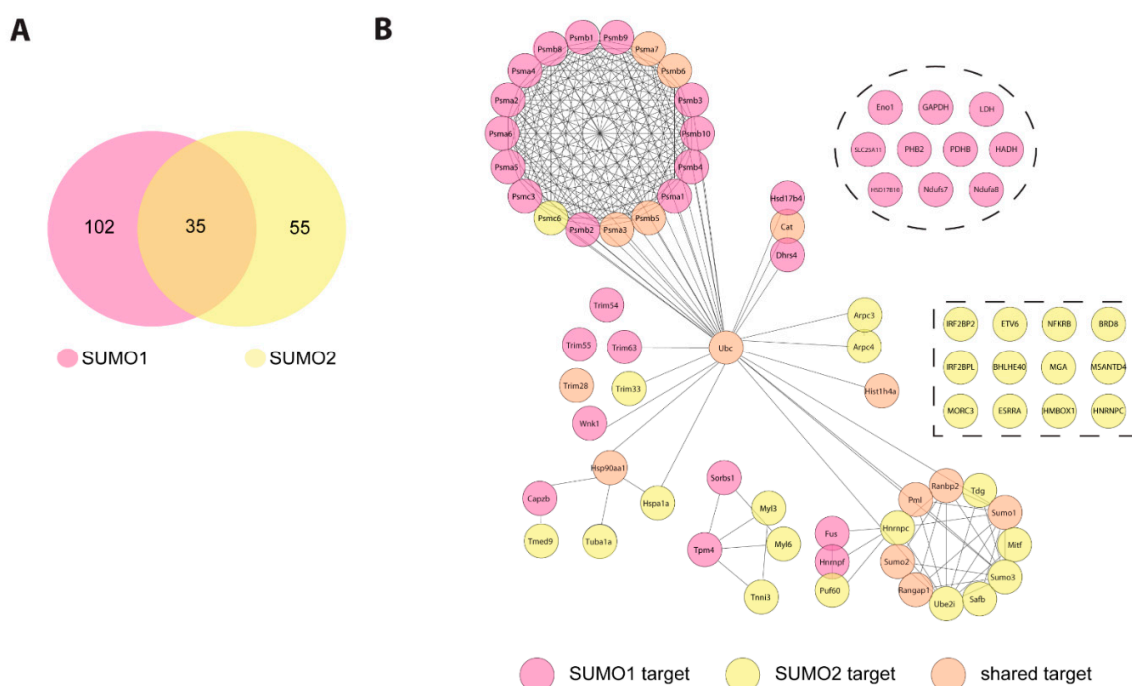 A
B
102
35
55
SUMO1
SUMO2
Psmb1
Psmb9
Psmb8
Psma7
Psma4
Psmb6
Psma2
Psmb3
Psma6
Psmb10
Psma5
Psmb4
Psmc3
Psma1
Psmc6
Psmb5
Psmb2
Psma3
Eno1
GAPDH
LDH
SLC25A11
PHB2
PDHB
HADH
HSD17B10
Ndufs7
Ndufa8
Hsd17b4
Cat
Dhrs4
Trim54
Trim55
Trim63
Ubc
Arpc3
Arpc4
Trim28
Trim33
Hist1h4a
Wnk1
IRF2BP2
ETV6
NFKRB
BRD8
IRF2BPL
BHLHE40
MGA
MSANTD4
MORC3
ESRRA
HMBOX1
HNRNPC
Hsp90aa1
Capzb
Hspa1a
Tmed9
Tuba1a
Sorbs1
Myl3
Tpm4
Myl6
Tnni3
Fus
Hnrnpf
Puf60
Ranbp2
Tdg
Pml
Sumo1
Hnrnpc
Mitf
Sumo2
Sumo3
Rangap1
Safb
Ube2i
SUMO1 target
SUMO2 target
shared target